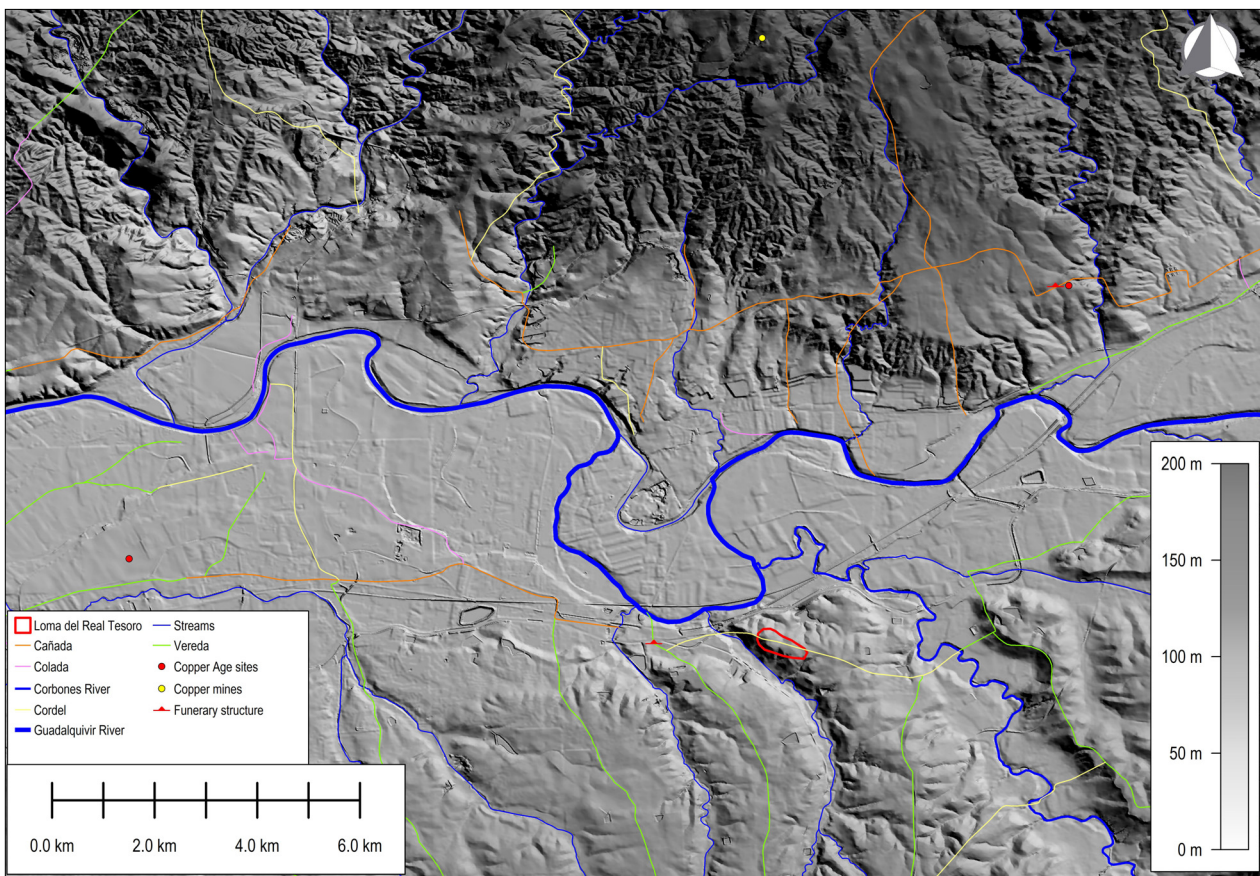 200 m
150 m
100 m
50 m
0 m
Loma del Real Tesoro
Cañada
Colada
Corbones River
Cordel
Guadalquivir River
Streams
Vereda
Copper Age sites
Copper mines
Funerary structure
0.0 km 2.0 km 4.0 km 6.0 km